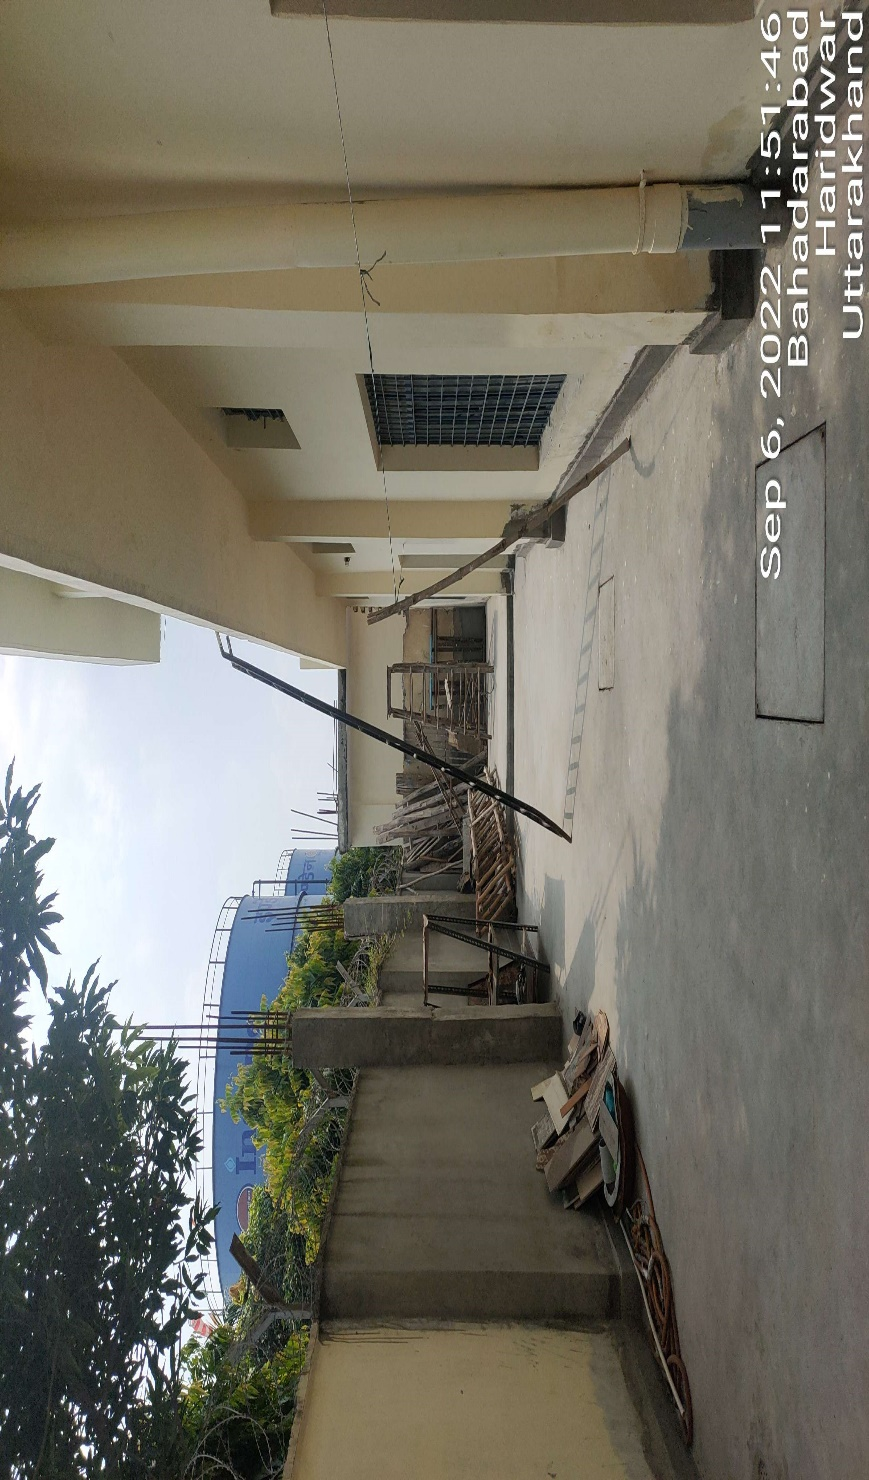 Sep 6, 2022 11:51:46
Bahadarabad
Haridwar
Uttarakhand